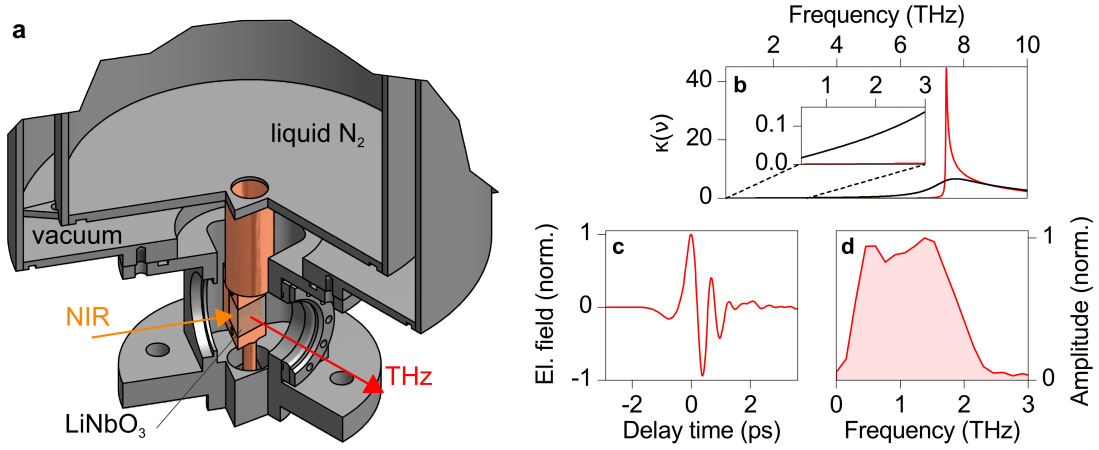 a
liquid N₂
vacuum
NIR
THz
LiNbO₃
Frequency (THz)
2 4 6 8 10
b
κ(ν)
40
20
0
1 2 3
0.1
0.0
c
El. field (norm.)
1
0
-1
-2 0 2
Delay time (ps)
d
1
0
Amplitude (norm.)
0 1 2 3
Frequency (THz)